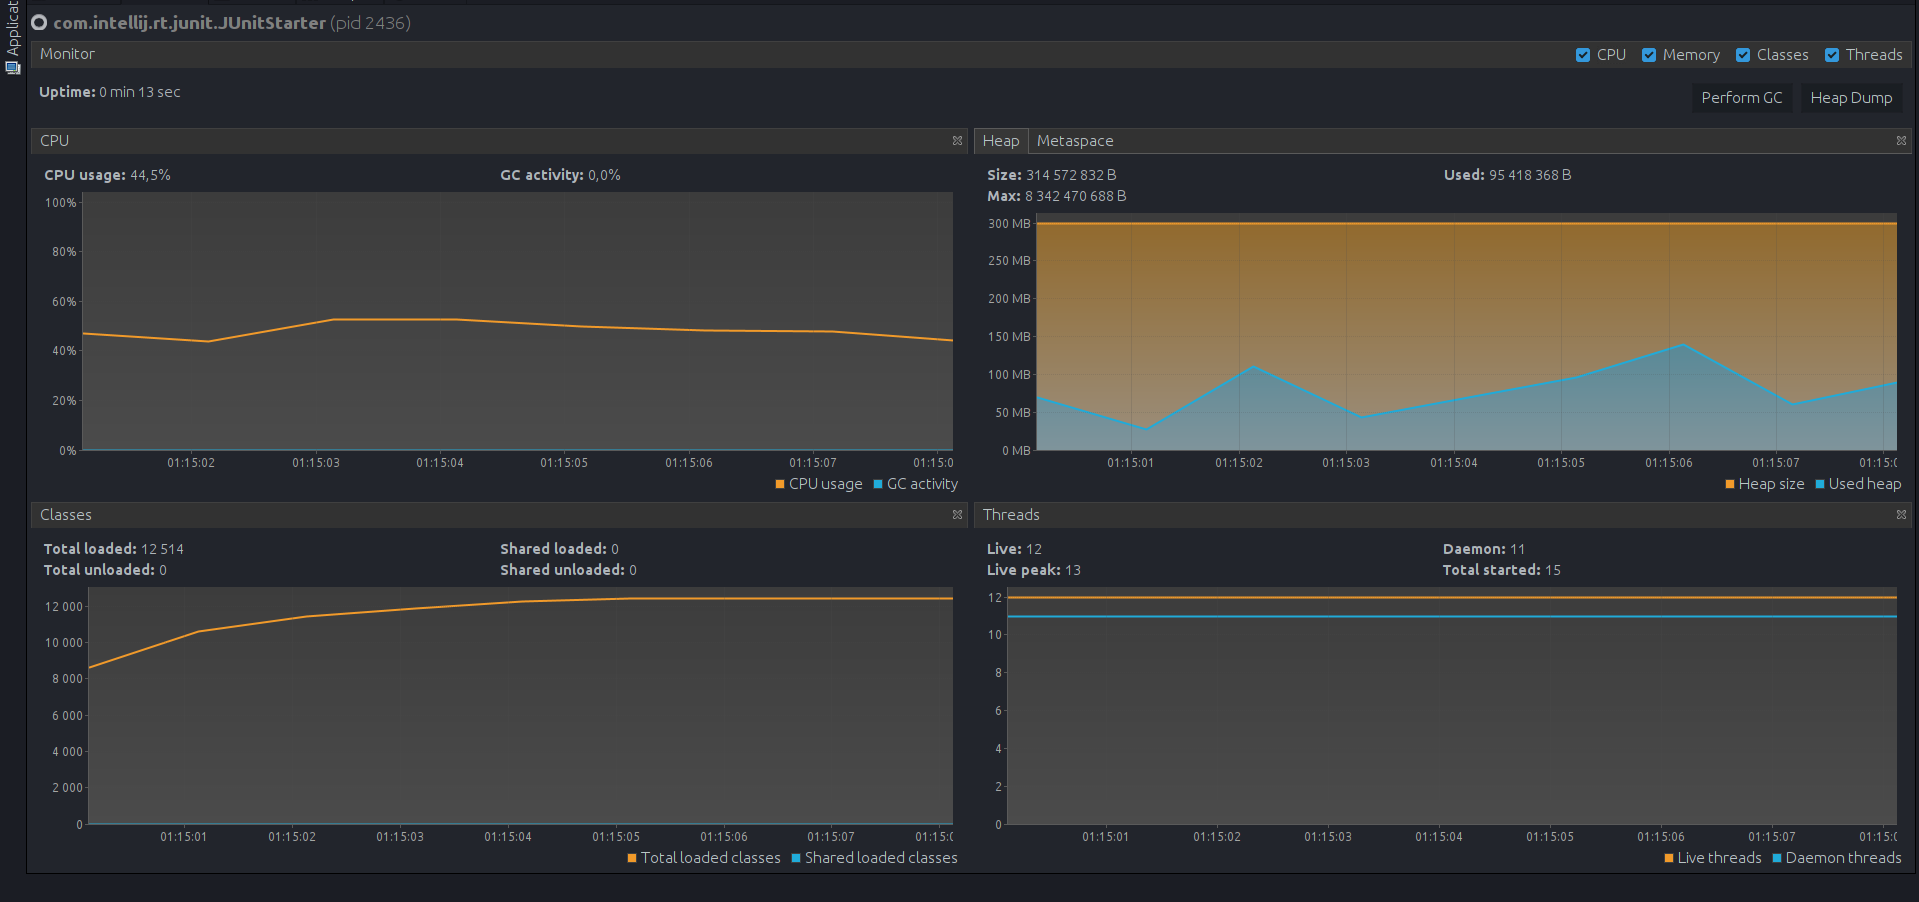 Applicat
com.intellij.rt.junit.JUnitStarter (pid 2436)
Monitor
CPU Memory Classes Threads
Uptime: 0 min 13 sec
Perform GC Heap Dump
CPU
CPU usage: 44,5% GC activity: 0,0%
100%
80%
60%
40%
20%
0%
01:15:02 01:15:03 01:15:04 01:15:05 01:15:06 01:15:07 01:15:0
CPU usage GC activity
Heap Metaspace
Size: 314 572 832 B Used: 95 418 368 B
Max: 8 342 470 688 B
300 MB
250 MB
200 MB
150 MB
100 MB
50 MB
0 MB
01:15:01 01:15:02 01:15:03 01:15:04 01:15:05 01:15:06 01:15:07 01:15:
Heap size Used heap
Classes
Total loaded: 12 514 Shared loaded: 0
Total unloaded: 0 Shared unloaded: 0
12 000
10 000
8 000
6 000
4 000
2 000
0
01:15:01 01:15:02 01:15:03 01:15:04 01:15:05 01:15:06 01:15:07 01:15:
Total loaded classes Shared loaded classes
Threads
Live: 12 Daemon: 11
Live peak: 13 Total started: 15
12
10
8
6
4
2
0
01:15:01 01:15:02 01:15:03 01:15:04 01:15:05 01:15:06 01:15:07 01:15:
Live threads Daemon threads